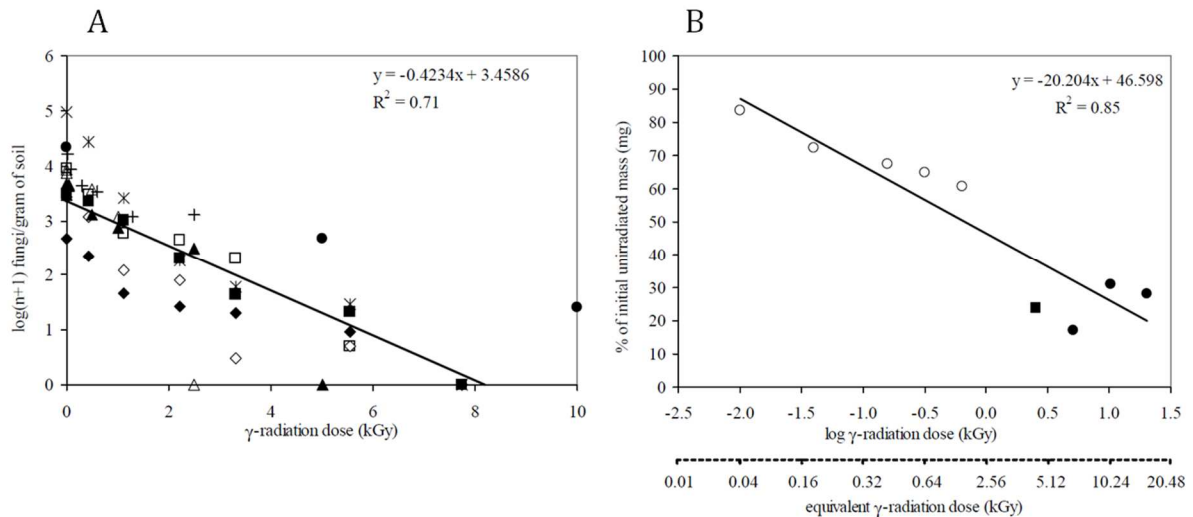 A
B
6
5
4
3
2
1
0
log(n+1) fungi/gram of soil
y = -0.4234x + 3.4586
R² = 0.71
0 2 4 6 8 10
γ-radiation dose (kGy)
100
90
80
70
60
50
40
30
20
10
0
% of initial unirradiated mass (mg)
y = -20.204x + 46.598
R² = 0.85
-2.5 -2.0 -1.5 -1.0 -0.5 0.0 0.5 1.0 1.5
log γ-radiation dose (kGy)
0.01 0.04 0.16 0.32 0.64 2.56 5.12 10.24 20.48
equivalent γ-radiation dose (kGy)